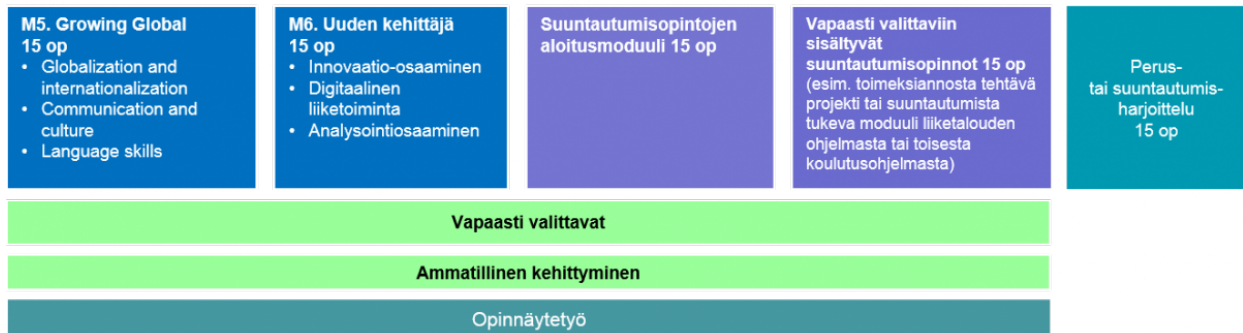 M5. Growing Global
15 op
• Globalization and
internationalization
• Communication and
culture
• Language skills
M6. Uuden kehittäjä
15 op
• Innovaatio-osaaminen
• Digitaalinen
liiketoiminta
• Analysointiosaaminen
Suuntautumisopintojen
aloitusmoduuli 15 op
Vapaasti valittaviin
sisältyvät
suuntautumisopinnot 15 op
(esim. toimeksiannosta tehtävä
projekti tai suuntautumista
tukeva moduuli liiketalouden
ohjelmasta tai toisesta
koulutusohjelmasta)
Perus-
tai suuntautumis-
harjoittelu
15 op
Vapaasti valittavat
Ammatillinen kehittyminen
Opinnäytetyö